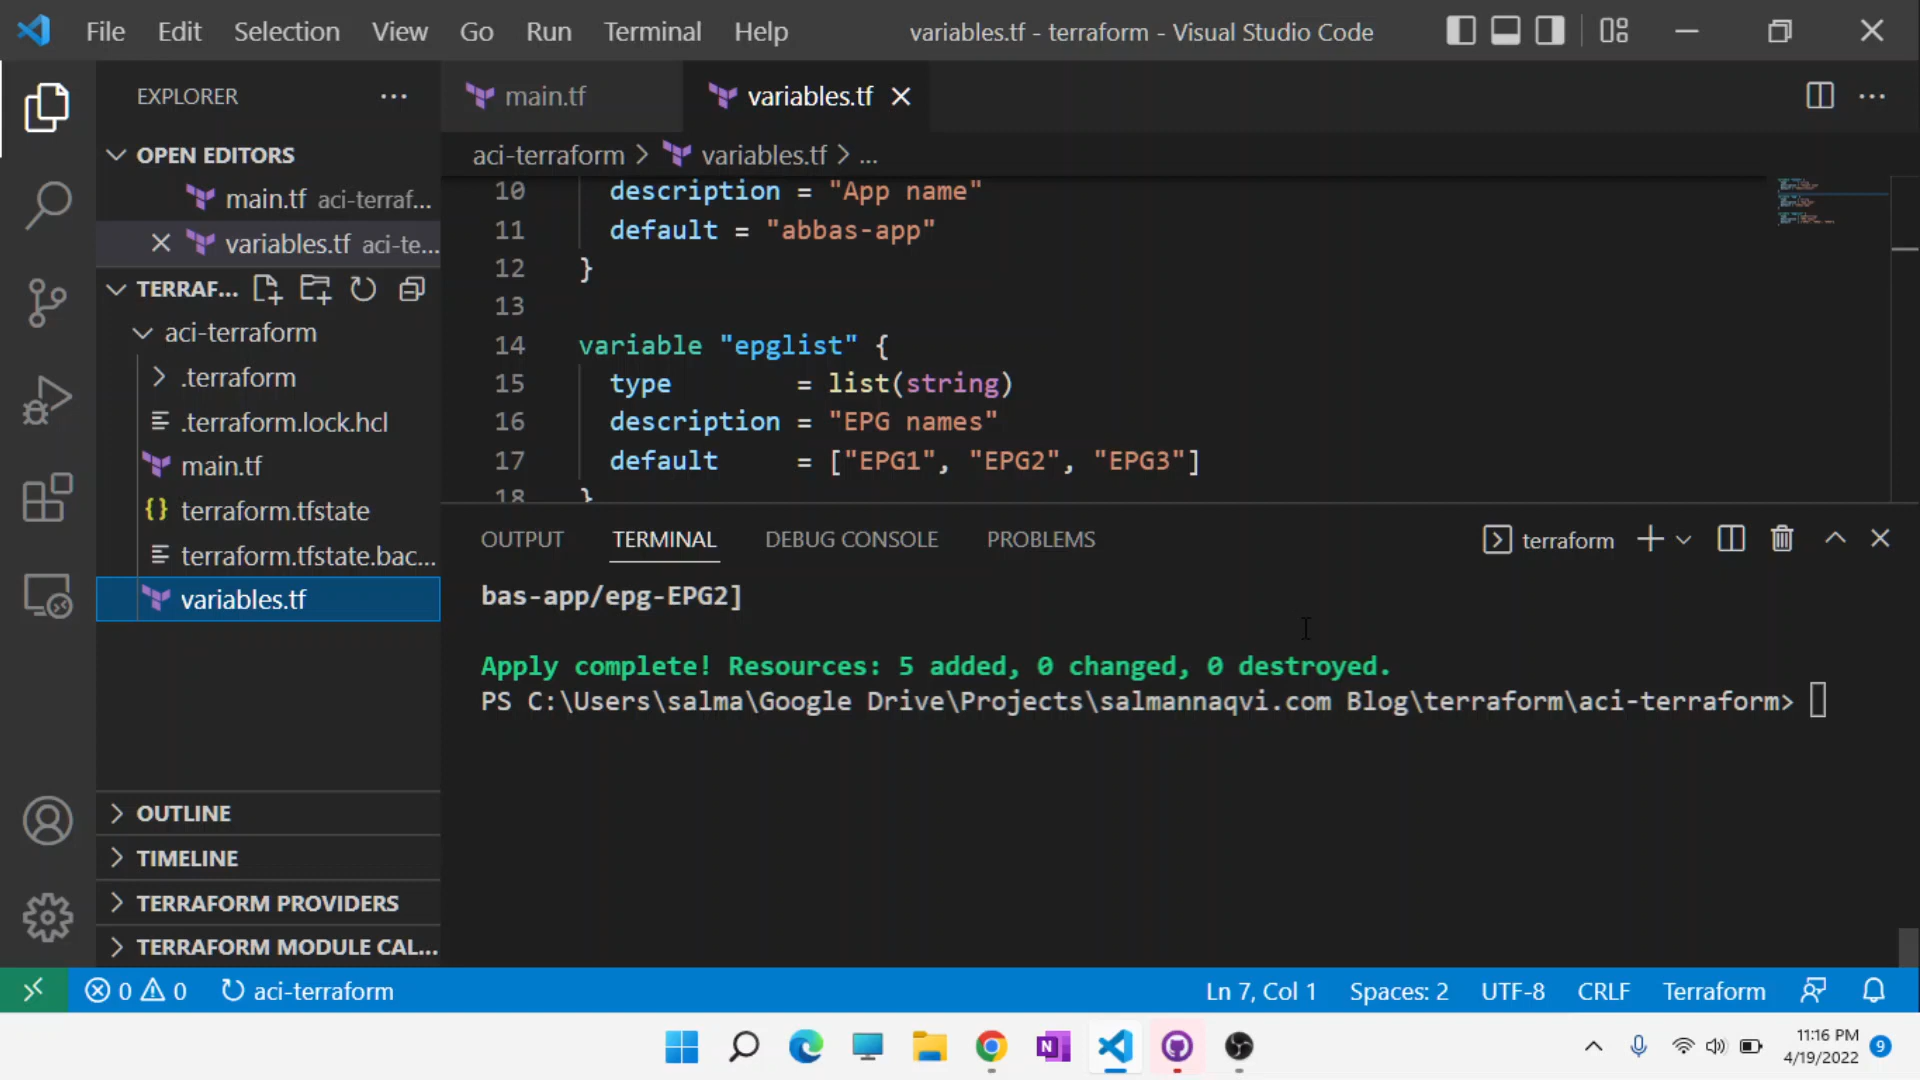 File Edit Selection View Go Run Terminal Help variables.tf - terraform - Visual Studio Code
EXPLORER
OPEN EDITORS
main.tf aci-terraf...
variables.tf aci-te...
TERRAF...
aci-terraform
.terraform
.terraform.lock.hcl
main.tf
terraform.tfstate
terraform.tfstate.bac...
variables.tf
OUTLINE
TIMELINE
TERRAFORM PROVIDERS
TERRAFORM MODULE CAL...
main.tf variables.tf
aci-terraform > variables.tf > ...
10 description = "App name"
11 default = "abbas-app"
12 }
13
14 variable "epglist" {
15 type = list(string)
16 description = "EPG names"
17 default = ["EPG1", "EPG2", "EPG3"]
18 }
OUTPUT TERMINAL DEBUG CONSOLE PROBLEMS terraform
bas-app/epg-EPG2]
Apply complete! Resources: 5 added, 0 changed, 0 destroyed.
PS C:\Users\salma\Google Drive\Projects\salmannaqvi.com Blog\terraform\aci-terraform>
0 0 aci-terraform Ln 7, Col 1 Spaces: 2 UTF-8 CRLF Terraform
N
11:16 PM
4/19/2022
9